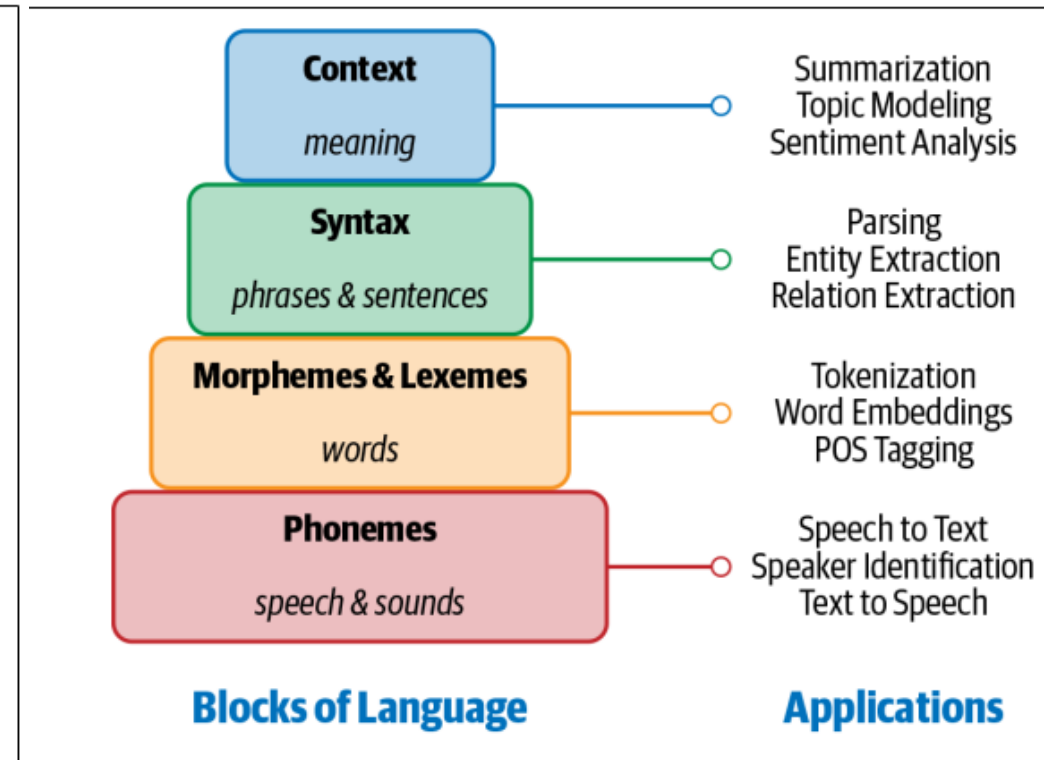 Context
meaning
Summarization
Topic Modeling
Sentiment Analysis
Syntax
phrases & sentences
Parsing
Entity Extraction
Relation Extraction
Morphemes & Lexemes
words
Tokenization
Word Embeddings
POS Tagging
Phonemes
speech & sounds
Speech to Text
Speaker Identification
Text to Speech
Blocks of Language
Applications